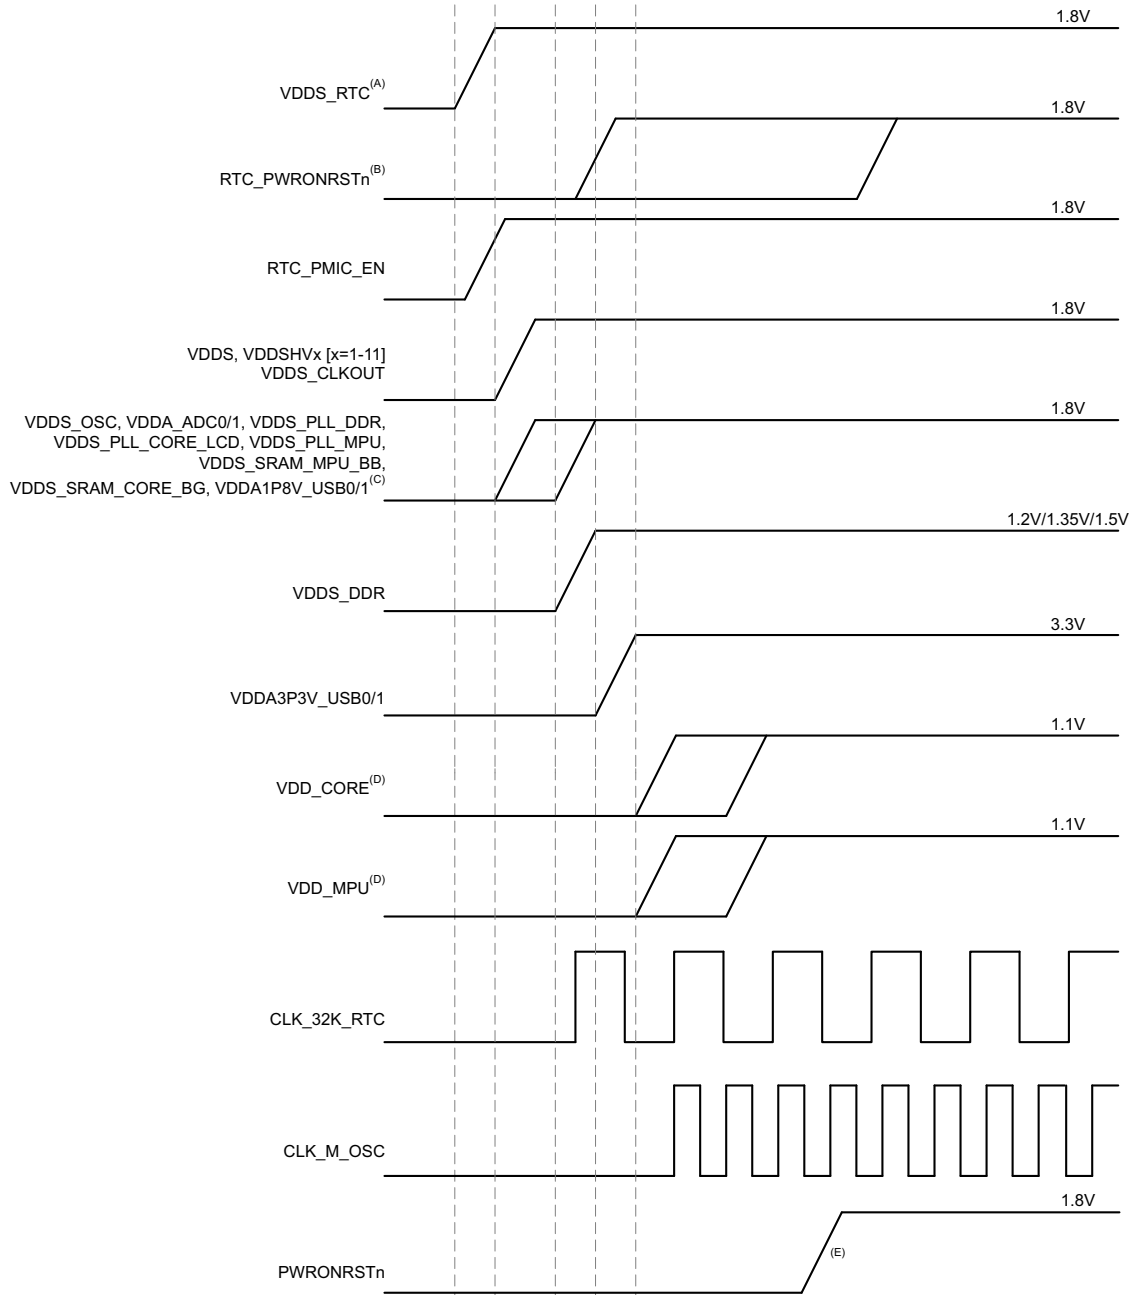 1.8V
VDDS_RTC(A)
1.8V
RTC_PWRONRSTn(B)
1.8V
RTC_PMIC_EN
1.8V
VDDS, VDDSHVx [x=1-11]
VDDS_CLKOUT
1.8V
VDDS_OSC, VDDA_ADC0/1, VDDS_PLL_DDR,
VDDS_PLL_CORE_LCD, VDDS_PLL_MPU,
VDDS_SRAM_MPU_BB,
VDDS_SRAM_CORE_BG, VDDA1P8V_USB0/1(C)
1.2V/1.35V/1.5V
VDDS_DDR
3.3V
VDDA3P3V_USB0/1
1.1V
VDD_CORE(D)
1.1V
VDD_MPU(D)
CLK_32K_RTC
CLK_M_OSC
1.8V
(E)
PWRONRSTn